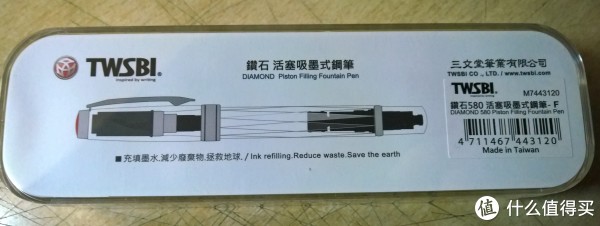 TWSBI
Inspired by writing
鑽石 活塞吸墨式鋼筆
DIAMOND Piston Filling Fountain Pen
三文堂筆業有限公司
TWSBI CO ., LTD. / www.twsbi.com
TWSBI
Inspired by writing
M7443120
鑽石580 活塞吸墨式鋼筆- F
DIAMOND 580 Piston Filling Fountain Pen
4 711467 443120
Made in Taiwan
■充填墨水.減少廢棄物.拯救地球. / Ink refilling.Reduce waste.Save the earth
值 什么值得买